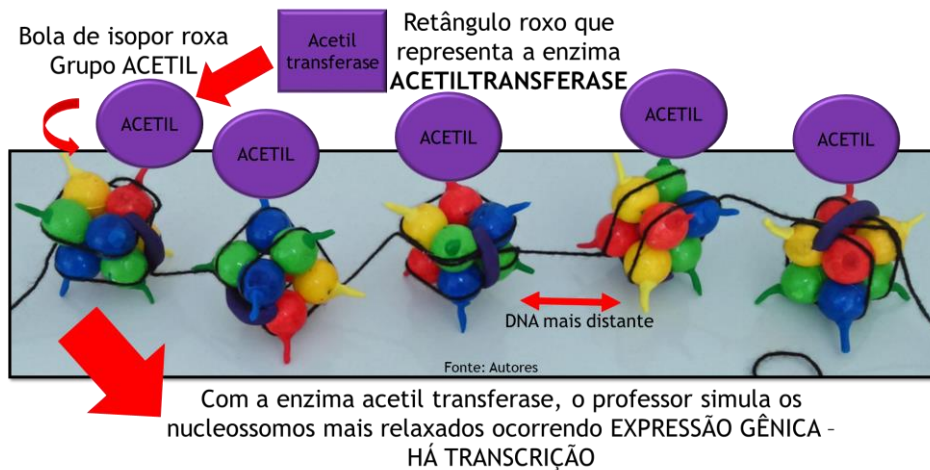 Bola de isopor roxa
Grupo ACETIL
Acetil
transferase
Retângulo roxo que
representa a enzima
ACETILTRANSFERASE
ACETIL
ACETIL
ACETIL
ACETIL
ACETIL
DNA mais distante
Fonte: Autores
Com a enzima acetil transferase, o professor simula os
nucleossomos mais relaxados ocorrendo EXPRESSÃO GÊNICA –
HÁ TRANSCRIÇÃO